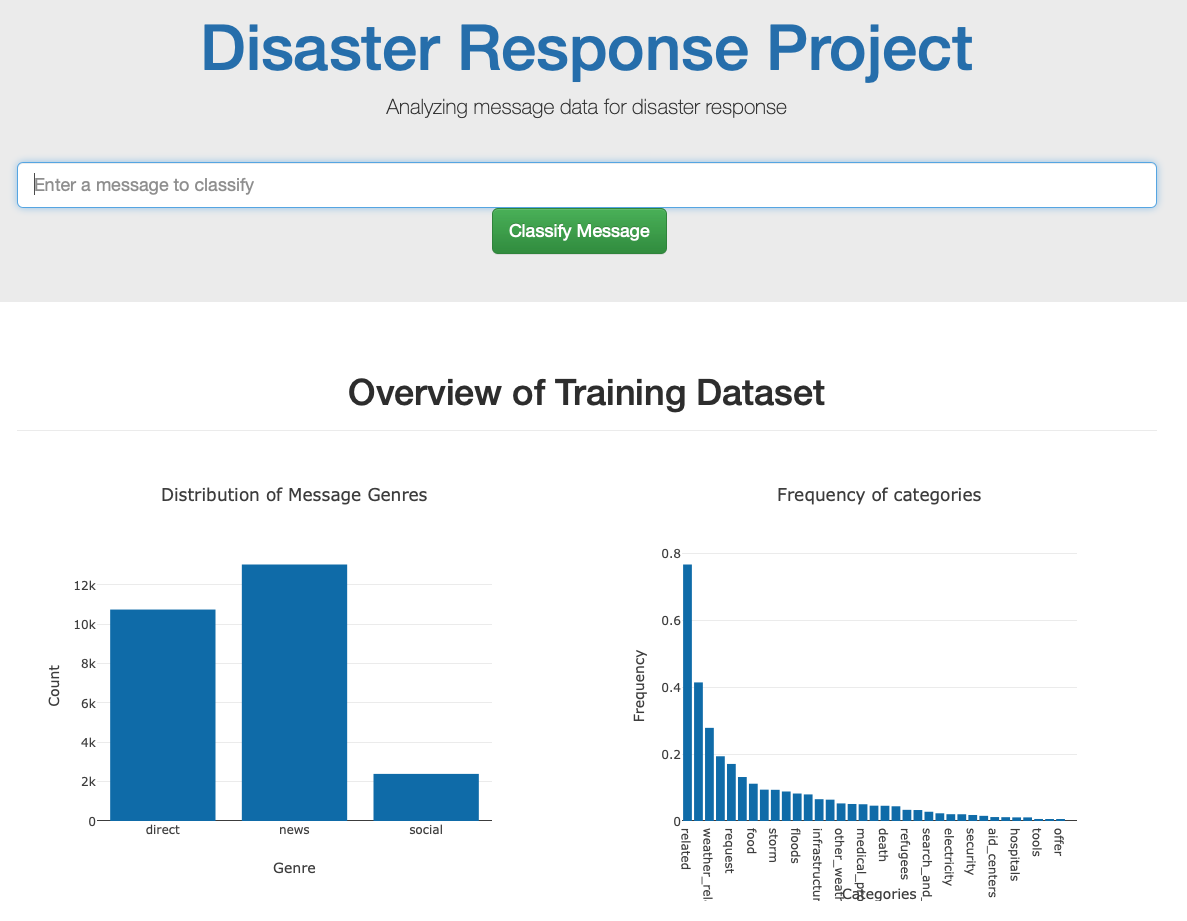 Disaster Response Project
Analyzing message data for disaster response
Enter a message to classify
Classify Message
Overview of Training Dataset
Distribution of Message Genres
Count
12k
10k
8k
6k
4k
2k
0
direct
news
social
Genre
Frequency of categories
Frequency
0.8
0.6
0.4
0.2
0
related
weather_rel
request
food
storm
floods
infrastructur
other_weath
medical_p
death
refugees
search_and_
electricity
security
aid_centers
hospitals
tools
offer
Categories